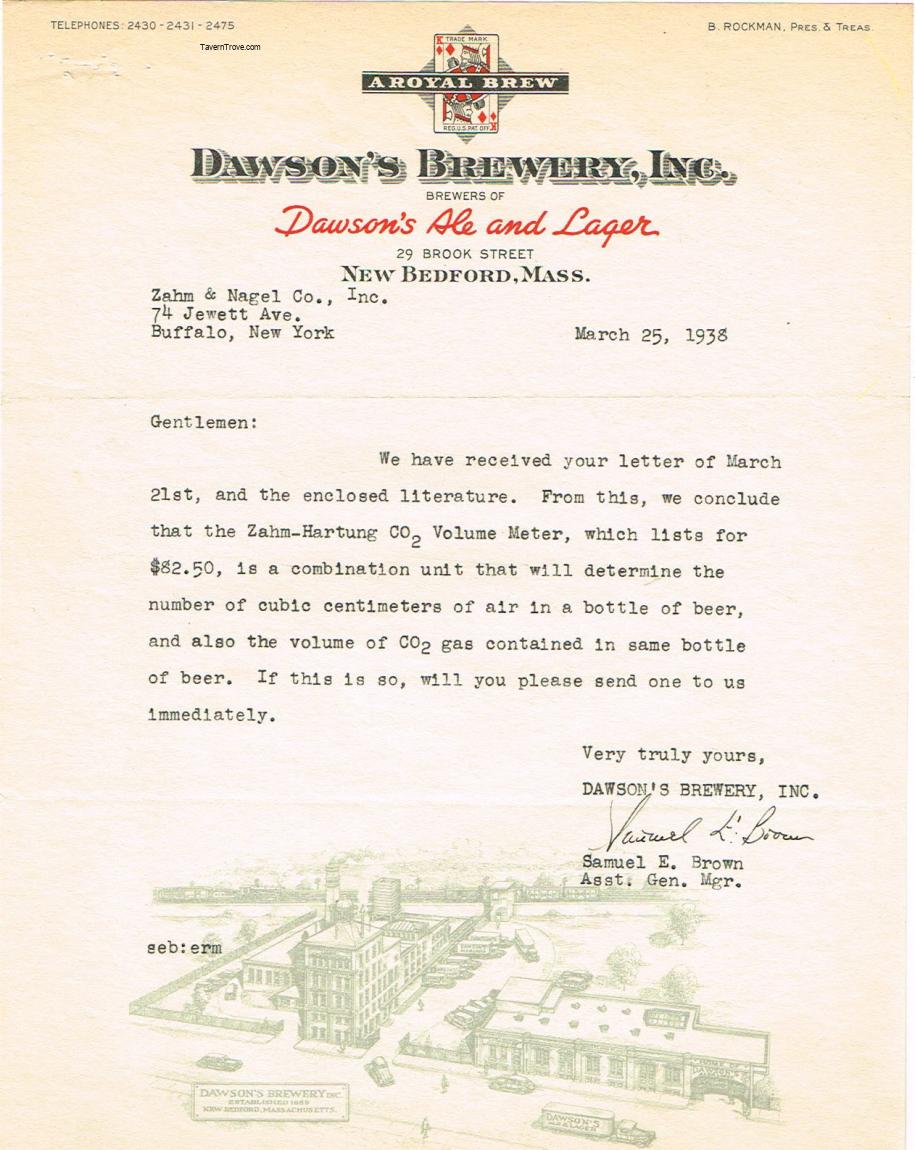 TELEPHONES: 2430 - 2431 - 2475
B. ROCKMAN, PRES. & TREAS.
TavernTrove.com
K TRADE MARK
A ROYAL BREW
REG. U.S. PAT. OFF. K
DAWSON'S BREWERY, INC.
BREWERS OF
Dawson's Ale and Lager
29 BROOK STREET
NEW BEDFORD, MASS.
Zahm & Nagel Co., Inc.
74 Jewett Ave.
Buffalo, New York
March 25, 1938
Gentlemen:
We have received your letter of March
21st, and the enclosed literature. From this, we conclude
that the Zahm-Hartung CO2 Volume Meter, which lists for
$82.50, is a combination unit that will determine the
number of cubic centimeters of air in a bottle of beer,
and also the volume of CO2 gas contained in same bottle
of beer. If this is so, will you please send one to us
immediately.
Very truly yours,
DAWSON'S BREWERY, INC.
Samuel E. Brown
Samuel E. Brown
Asst. Gen. Mgr.
seb:erm
DAWSON'S
DAWSON'S BREWERY INC.
ESTABLISHED 1889
NEW BEDFORD, MASSACHUSETTS.
DAWSON'S
ALE & LAGER